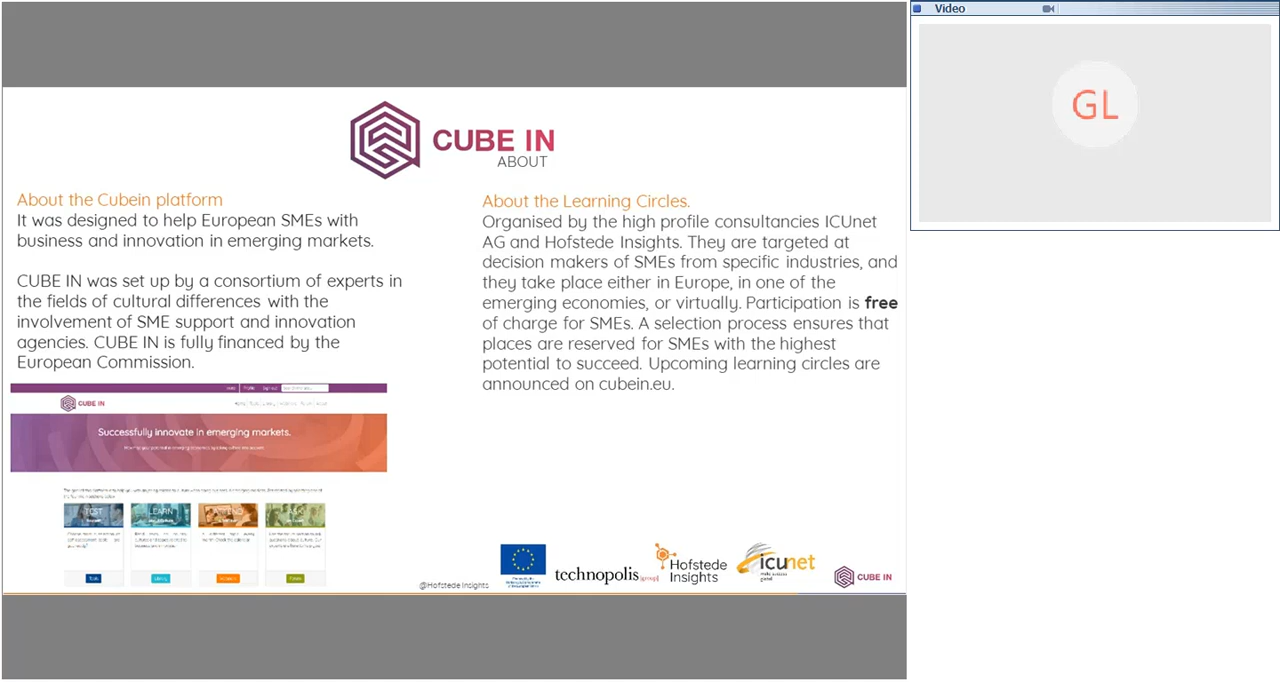 Video
GL
CUBE IN
ABOUT
About the Cubein platform
It was designed to help European SMEs with
business and innovation in emerging markets.
CUBE IN was set up by a consortium of experts in
the fields of cultural differences with the
involvement of SME support and innovation
agencies. CUBE IN is fully financed by the
European Commission.
About the Learning Circles.
Organised by the high profile consultancies ICUnet
AG and Hofstede Insights. They are targeted at
decision makers of SMEs from specific industries, and
they take place either in Europe, in one of the
emerging economies, or virtually. Participation is free
of charge for SMEs. A selection process ensures that
places are reserved for SMEs with the highest
potential to succeed. Upcoming learning circles are
announced on cubein.eu.
CUBE IN
Successfully innovate in emerging markets.
TEST
LEARN
ATTEND
ASK
@Hofstede Insights
technopolis |group|
Hofstede
Insights
icunet
CUBE IN